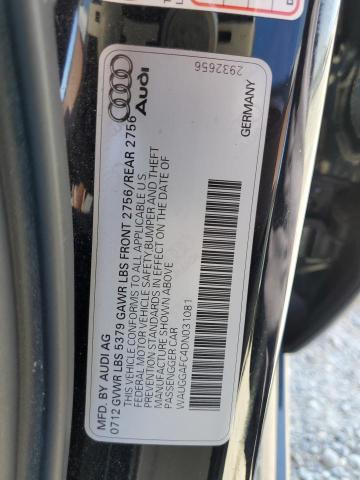 Audi
2932656
GERMANY
MFD. BY AUDI AG
0712 GVWR LBS 5379 GAWR LBS FRONT 2756/REAR 2756
THIS VEHICLE CONFORMS TO ALL APPLICABLE U.S.
FEDERAL MOTOR VEHICLE SAFETY BUMPER AND THEFT
PREVENTION STANDARDS IN EFFECT ON THE DATE OF
MANUFACTURE SHOWN ABOVE
PASSENGER CAR
WAUGGAFC4DN031081